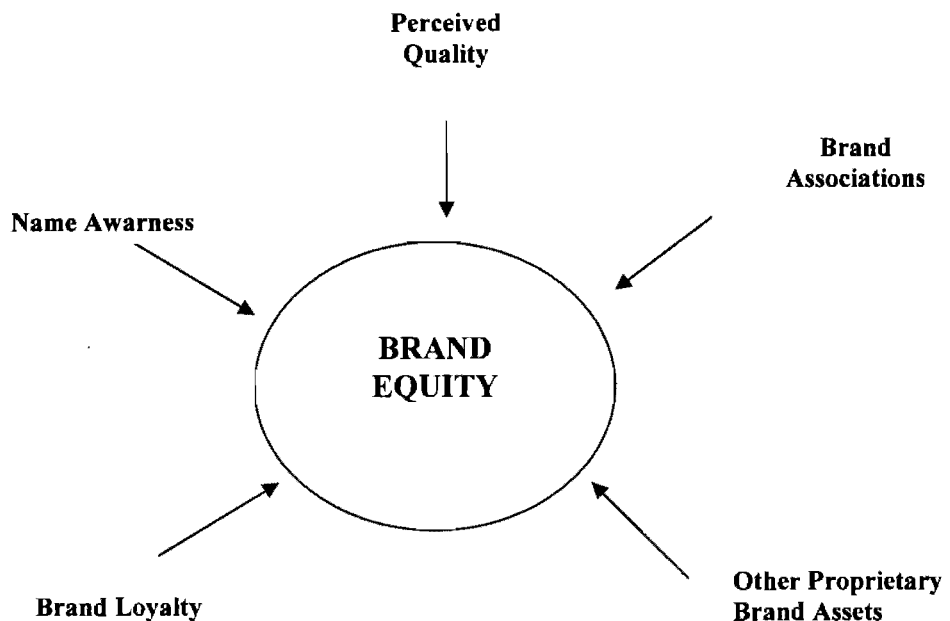 Perceived
Quality
Brand
Associations
Name Awarness
BRAND
EQUITY
Brand Loyalty
Other Proprietary
Brand Assets